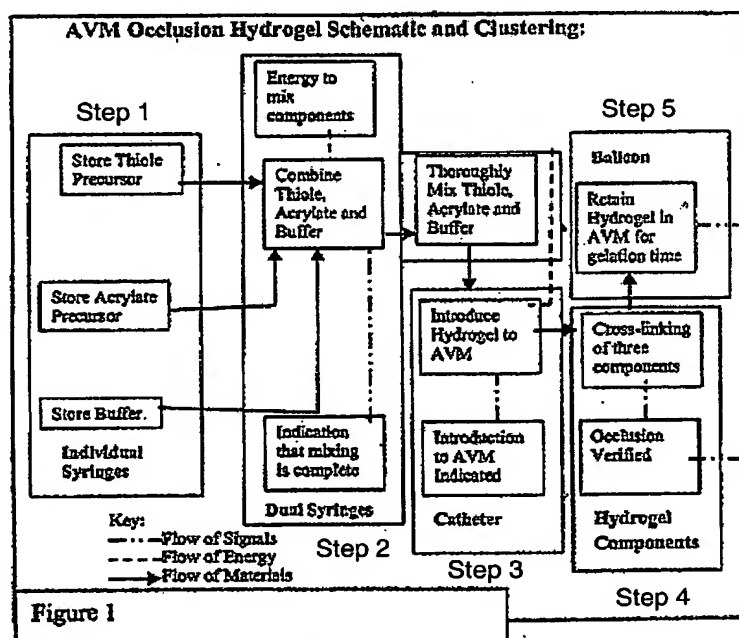 AVM Occlusion Hydrogel Schematic and Clustering:
Step 1
Store Thiole
Precursor
Store Acrylate
Precursor
Store Buffer.
Individual
Syringes
Energy to
mix
components
Combine
Thiole,
Acrylate and
Buffer
Indication
that mixing
is complete
Dual Syringes
Step 2
Thoroughly
Mix Thiole,
Acrylate and
Buffer
Introduce
Hydrogel to
AVM
Introduction
to AVM
Indicated
Catheter
Step 3
Step 5
Balloon
Retain
Hydrogel in
AVM for
gelation time
Cross-linking
of three
components
Occlusion
Verified
Hydrogel
Components
Step 4
Key:
Flow of Signals
Flow of Energy
Flow of Materials
Figure 1